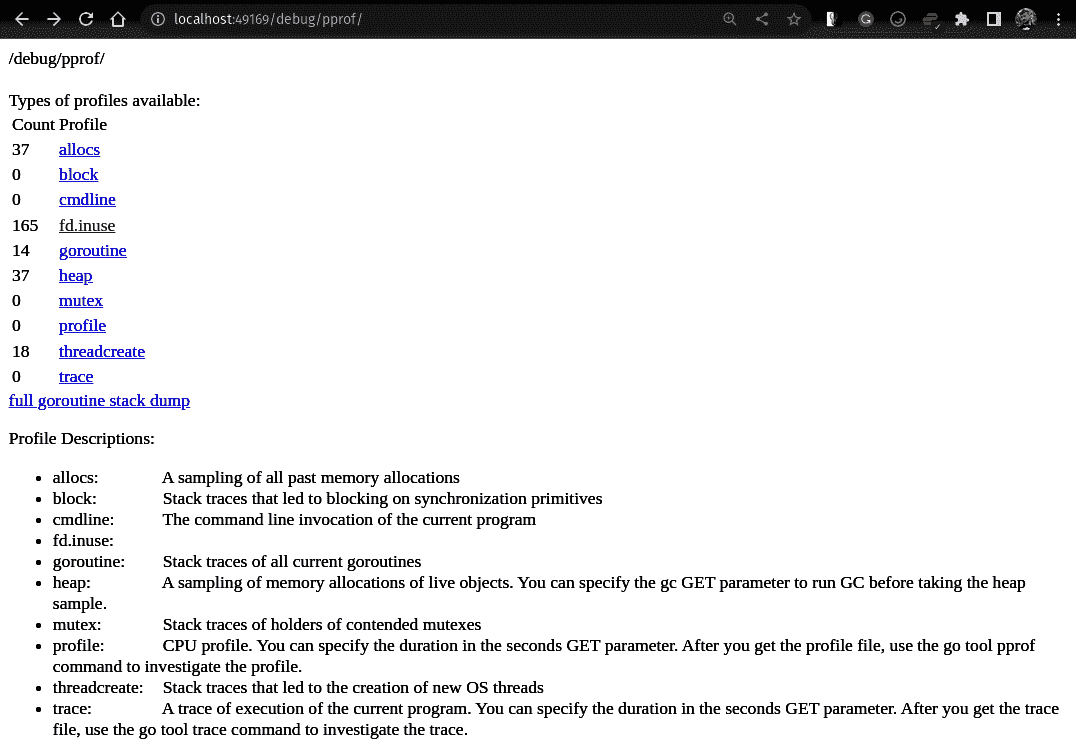 localhost:49169/debug/pprof/
/debug/pprof/
Types of profiles available:
Count Profile
37 allocs
0 block
0 cmdline
165 fd.inuse
14 goroutine
37 heap
0 mutex
0 profile
18 threadcreate
0 trace
full goroutine stack dump
Profile Descriptions:
• allocs: A sampling of all past memory allocations
• block: Stack traces that led to blocking on synchronization primitives
• cmdline: The command line invocation of the current program
• fd.inuse:
• goroutine: Stack traces of all current goroutines
• heap: A sampling of memory allocations of live objects. You can specify the gc GET parameter to run GC before taking the heap
sample.
• mutex: Stack traces of holders of contended mutexes
• profile: CPU profile. You can specify the duration in the seconds GET parameter. After you get the profile file, use the go tool pprof
command to investigate the profile.
• threadcreate: Stack traces that led to the creation of new OS threads
• trace: A trace of execution of the current program. You can specify the duration in the seconds GET parameter. After you get the trace
file, use the go tool trace command to investigate the trace.